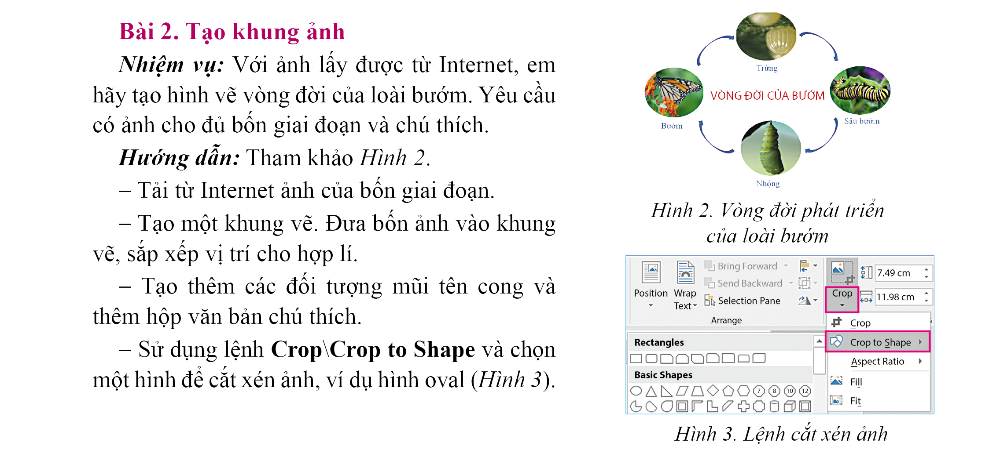 Bài 2. Tạo khung ảnh
Nhiệm vụ: Với ảnh lấy được từ Internet, em
hãy tạo hình vẽ vòng đời của loài bướm. Yêu cầu
có ảnh cho đủ bốn giai đoạn và chú thích.
Hướng dẫn: Tham khảo Hình 2.
– Tải từ Internet ảnh của bốn giai đoạn.
– Tạo một khung vẽ. Đưa bốn ảnh vào khung
vẽ, sắp xếp vị trí cho hợp lí.
– Tạo thêm các đối tượng mũi tên cong và
thêm hộp văn bản chú thích.
– Sử dụng lệnh Crop\Crop to Shape và chọn
một hình để cắt xén ảnh, ví dụ hình oval (Hình 3).
Trứng
VÒNG ĐỜI CỦA BƯỚM
Bướm
Sâu bướm
Nhộng
Hình 2. Vòng đời phát triển
của loài bướm
Position
Wrap
Text
Bring Forward
Send Backward
Selection Pane
Arrange
Crop
7.49 cm
11.98 cm
Crop
Crop to Shape
Aspect Ratio
Fill
Fit
Rectangles
Basic Shapes
7 8 10 12
Hình 3. Lệnh cắt xén ảnh